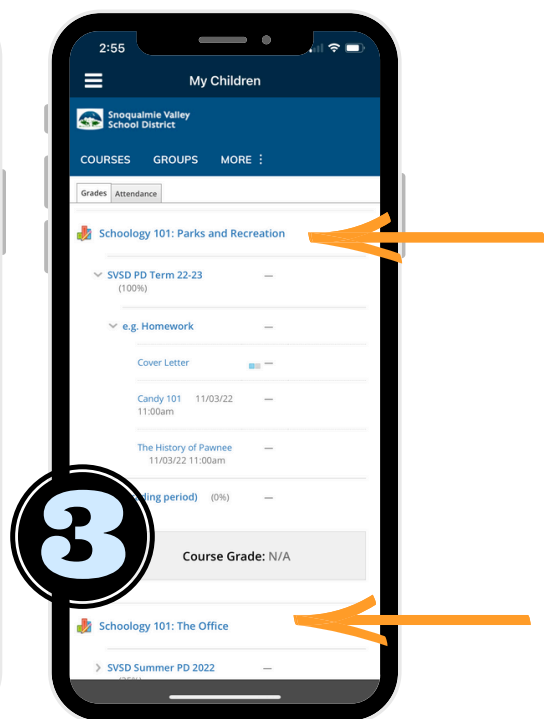 2:55
My Children
Snoqualmie Valley
School District
COURSES GROUPS MORE
Grades Attendance
Schoology 101: Parks and Recreation
SVSD PD Term 22-23 —
(100%)
e.g. Homework —
Cover Letter —
Candy 101 11/03/22 —
11:00am
The History of Pawnee —
11/03/22 11:00am
period) (0%) —
3
Course Grade: N/A
Schoology 101: The Office
SVSD Summer PD 2022 —